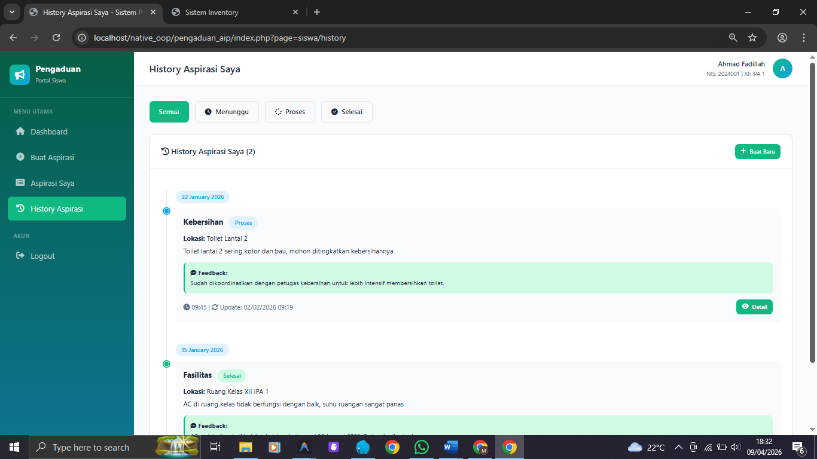 History Aspirasi Saya - Sistem P
Sistem Inventory
localhost/native_oop/pengaduan_aip/index.php?page=siswa/history
Pengaduan
Portal Siswa
MENU UTAMA
Dashboard
Buat Aspirasi
Aspirasi Saya
History Aspirasi
AKUN
Logout
History Aspirasi Saya
Ahmad Fadillah
NIS. 2024001 | XII IPA 1
A
Semua
Menunggu
Proses
Selesai
History Aspirasi Saya (2)
+ Buat Baru
22 January 2026
Kebersihan Proses
Lokasi: Toilet Lantai 2
Toilet lantai 2 sering kotor dan bau, mohon ditingkatkan kebersihannya
Feedback:
Sudah dikoordinasikan dengan petugas kebersihan untuk lebih intensif membersihkan toilet.
09:45 | Update: 02/02/2026 09:19
Detail
15 January 2026
Fasilitas Selesai
Lokasi: Ruang Kelas XII IPA 1
AC di ruang kelas tidak berfungsi dengan baik, suhu ruangan sangat panas
Feedback:
Type here to search
22°C
18:32
09/04/2026
6